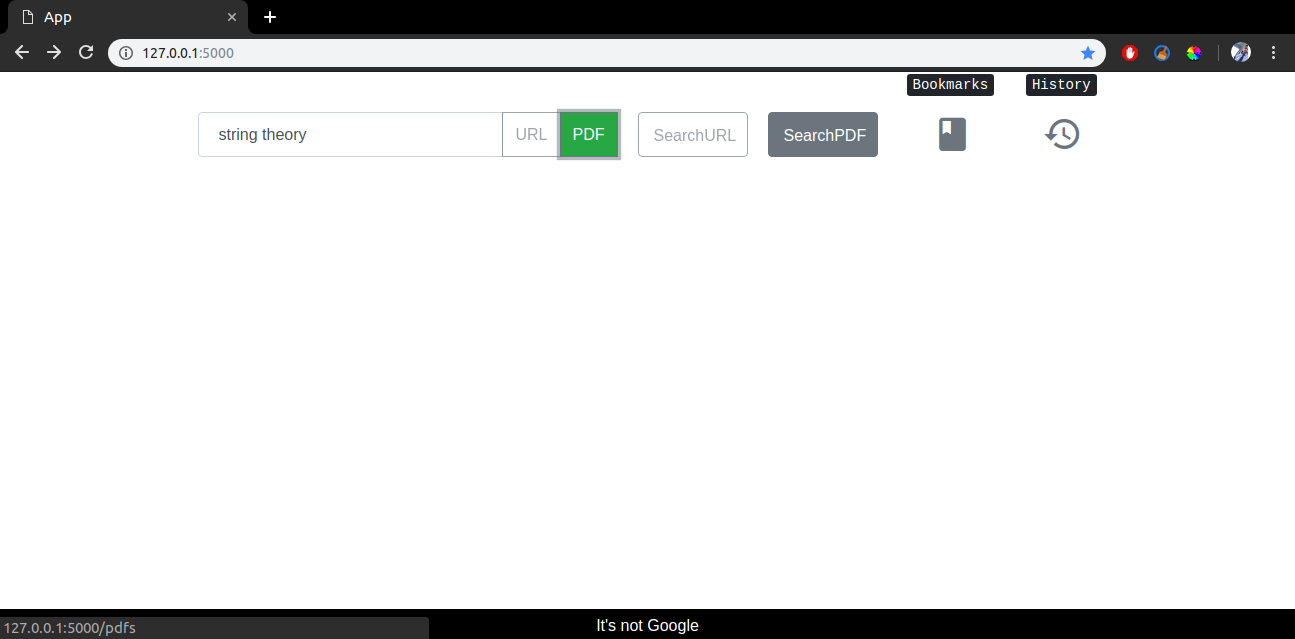 App
127.0.0.1:5000
Bookmarks
History
string theory
URL
PDF
SearchURL
SearchPDF
It's not Google
127.0.0.1:5000/pdfs